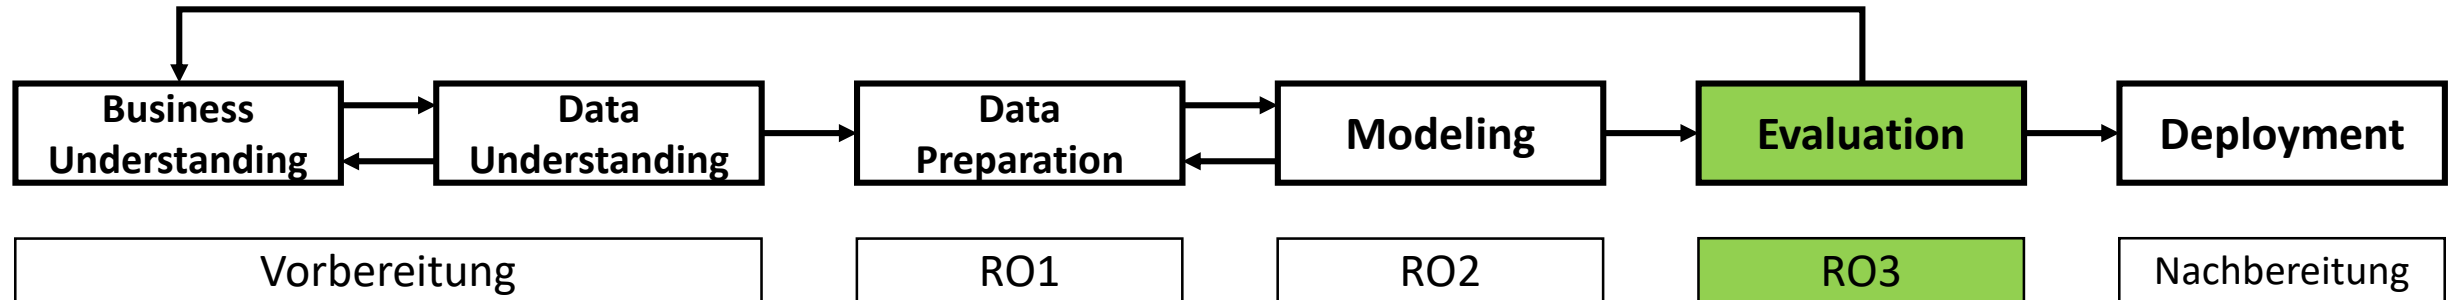 Business
Understanding
Data
Understanding
Data
Preparation
Modeling
Evaluation
Deployment
Vorbereitung
RO1
RO2
RO3
Nachbereitung